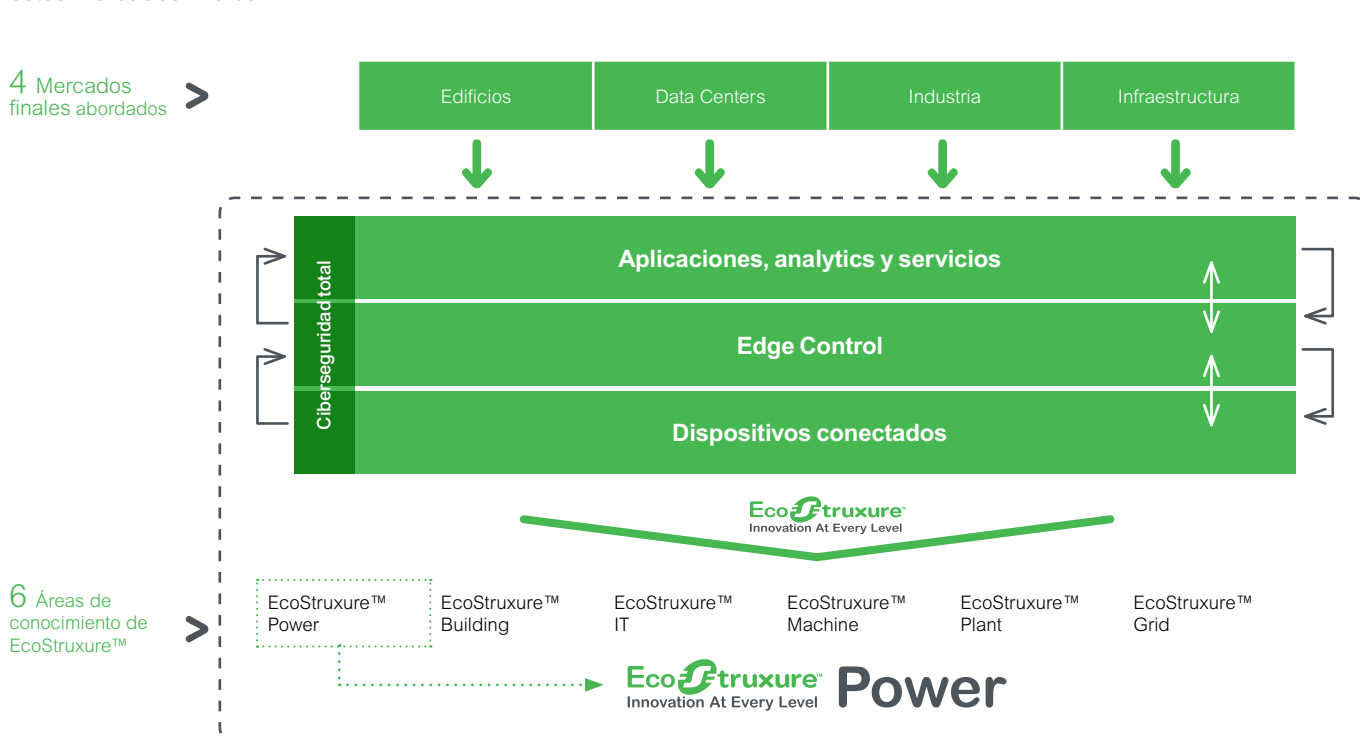 4 Mercados
finales abordados
>
Edificios
Data Centers
Industria
Infraestructura
Ciberseguridad total
Aplicaciones, analytics y servicios
Edge Control
Dispositivos conectados
EcoStruxure™
Innovation At Every Level
6 Áreas de
conocimiento de
EcoStruxure™
>
EcoStruxure™
Power
EcoStruxure™
Building
EcoStruxure™
IT
EcoStruxure™
Machine
EcoStruxure™
Plant
EcoStruxure™
Grid
EcoStruxure™ Power
Innovation At Every Level